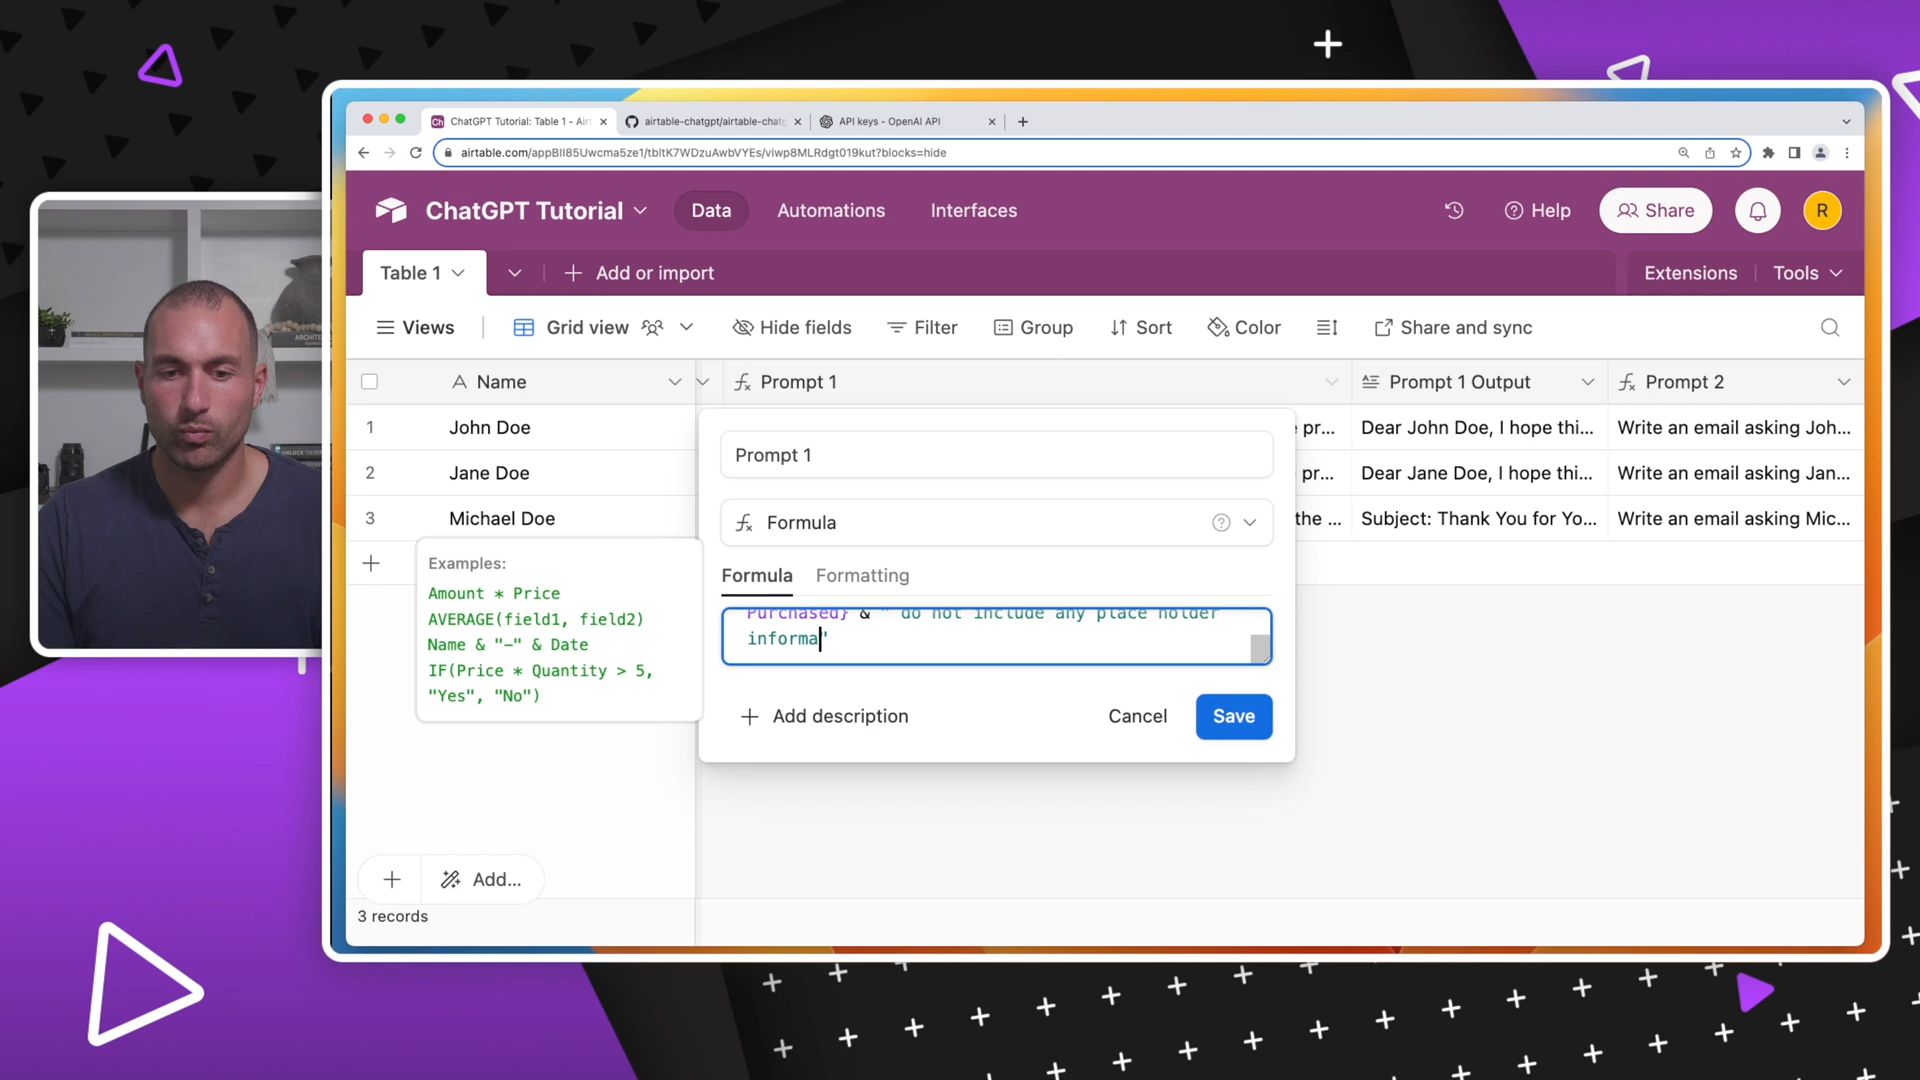 ChatGPT Tutorial: Table 1 - Air
airtable-chatgpt/airtable-chatg
API keys - OpenAI API
airtable.com/appBII85Uwcma5ze1/tbltK7WDzuAwbVYEs/viwp8MLRdgt019kut?blocks=hide
ChatGPT Tutorial
Data
Automations
Interfaces
Help
Share
R
Table 1
Add or import
Extensions
Tools
Views
Grid view
Hide fields
Filter
Group
Sort
Color
Share and sync
Name
Prompt 1
Prompt 1 Output
Prompt 2
1 John Doe
pr...
Dear John Doe, I hope thi...
Write an email asking Joh...
2 Jane Doe
pr...
Dear Jane Doe, I hope thi...
Write an email asking Jan...
3 Michael Doe
the ...
Subject: Thank You for Yo...
Write an email asking Mic...
Prompt 1
Formula
Formula
Formatting
Purchased} & " do not include any place holder
informa"
Add description
Cancel
Save
Examples:
Amount * Price
AVERAGE(field1, field2)
Name & "-" & Date
IF(Price * Quantity > 5,
"Yes", "No")
Add...
3 records